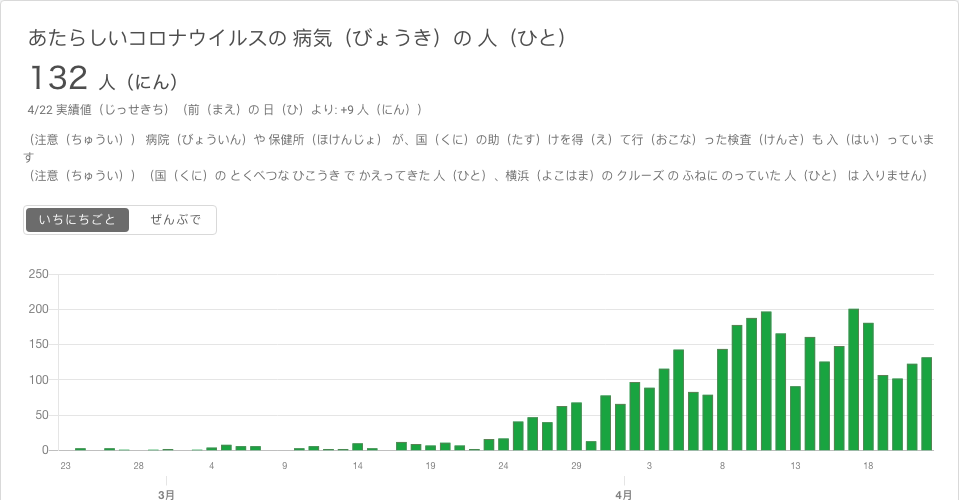 あたらしいコロナウイルスの 病気（びょうき）の 人（ひと）
132 人（にん）
4/22 実績値（じっせきち）（前（まえ）の 日（ひ）より: +9 人（にん））
（注意（ちゅうい）） 病院（びょういん）や 保健所（ほけんじょ） が、国（くに）の助（たす）けを得（え）て行（おこな）った検査（けんさ）も 入（はい）っていま
す
（注意（ちゅうい））（国（くに）の とくべつな ひこうき で かえってきた 人（ひと）、横浜（よこはま）の クルーズ の ふねに のっていた 人（ひと） は 入りません）
いちにちごと ぜんぶで
250
200
150
100
50
0
23 28 4 9 14 19 24 29 3 8 13 18
3月 4月